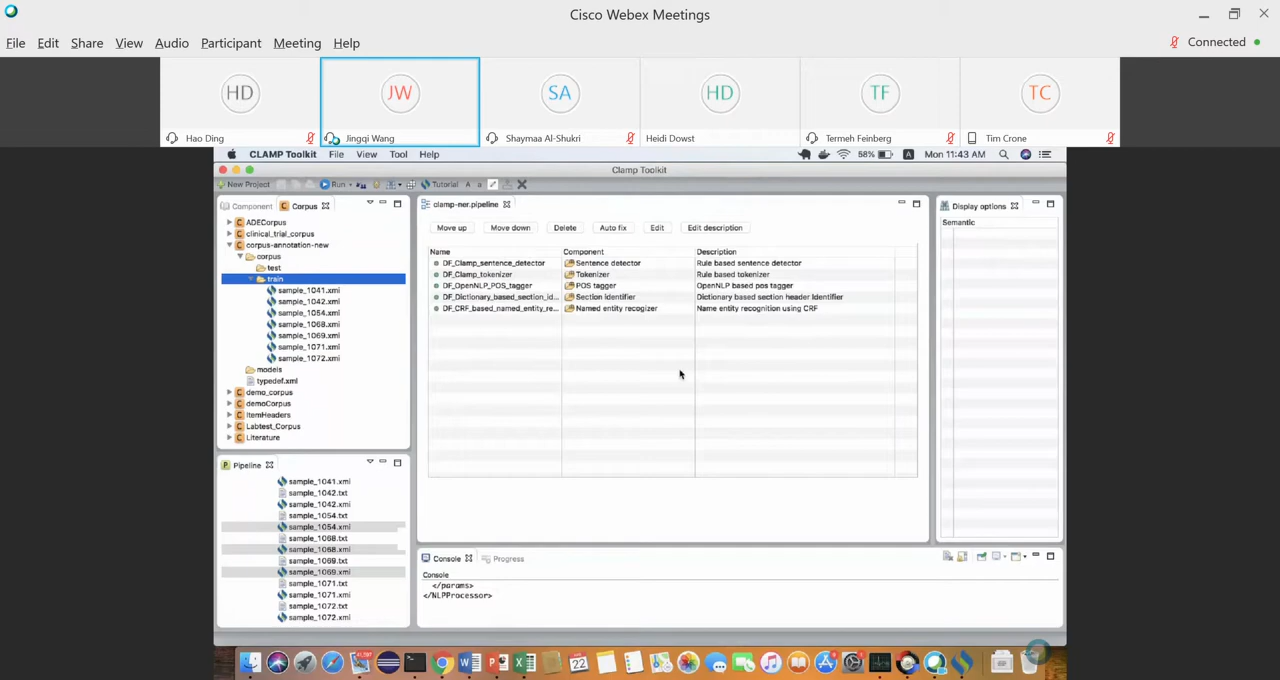 Cisco Webex Meetings
File Edit Share View Audio Participant Meeting Help
Connected
HD JW SA HD TF TC
Hao Ding Jingqi Wang Shaymaa Al-Shukri Heidi Dowst Termeh Feinberg Tim Crone
CLAMP Toolkit File View Tool Help
58% A Mon 11:43 AM
Clamp Toolkit
New Project Run Tutorial A a
Component Corpus
clamp-ner.pipeline
Display options
ADECorpus
clinical_trial_corpus
corpus-annotation-new
corpus
test
train
sample_1041.xmi
sample_1042.xmi
sample_1054.xmi
sample_1068.xmi
sample_1069.xmi
sample_1071.xmi
sample_1072.xmi
models
typedef.xml
demo_corpus
demoCorpus
ItemHeaders
Labtest_Corpus
Literature
Move up Move down Delete Auto fix Edit Edit description
Name Component Description
DF_Clamp_sentence_detector Sentence detector Rule based sentence detector
DF_Clamp_tokenizer Tokenizer Rule based tokenizer
DF_OpenNLP_POS_tagger POS tagger OpenNLP based pos tagger
DF_Dictionary_based_section_id... Section identifier Dictionary based section header Identifier
DF_CRF_based_named_entity_re... Named entity recogizer Name entity recognition using CRF
Semantic
Pipeline
sample_1041.xmi
sample_1042.txt
sample_1042.xmi
sample_1054.txt
sample_1054.xmi
sample_1068.txt
sample_1068.xmi
sample_1069.txt
sample_1069.xmi
sample_1071.txt
sample_1071.xmi
sample_1072.txt
sample_1072.xmi
Console Progress
Console
</params>
</NLPProcessor>
22